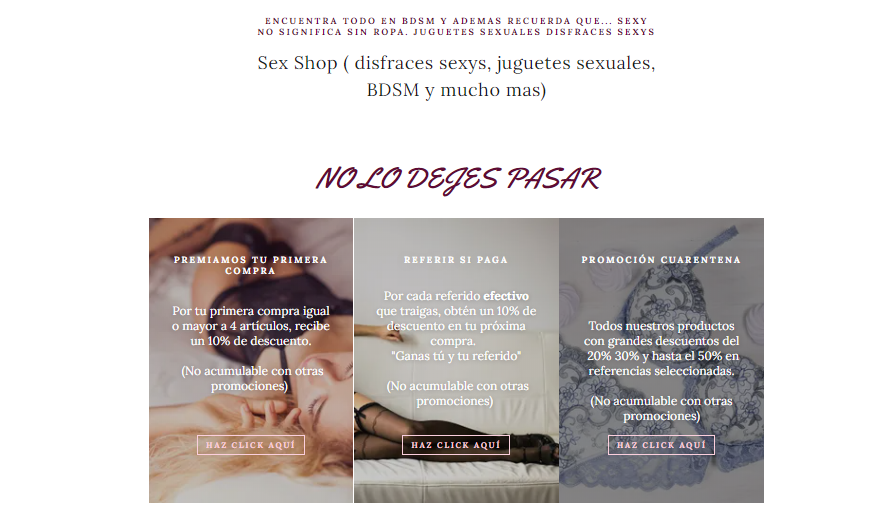 ENCUENTRA TODO EN BDSM Y ADEMAS RECUERDA QUE... SEXY
NO SIGNIFICA SIN ROPA. JUGUETES SEXUALES DISFRACES SEXYS
Sex Shop ( disfraces sexys, juguetes sexuales,
BDSM y mucho mas)
NO LO DEJES PASAR
PREMIAMOS TU PRIMERA
COMPRA
Por tu primera compra igual
o mayor a 4 artículos, recibe
un 10% de descuento.
(No acumulable con otras
promociones)
HAZ CLICK AQUÍ
REFERIR SI PAGA
Por cada referido efectivo
que traigas, obtén un 10% de
descuento en tu próxima
compra.
"Ganas tú y tu referido"
(No acumulable con otras
promociones)
HAZ CLICK AQUÍ
PROMOCIÓN CUARENTENA
Todos nuestros productos
con grandes descuentos del
20% 30% y hasta el 50% en
referencias seleccionadas.
(No acumulable con otras
promociones)
HAZ CLICK AQUÍ